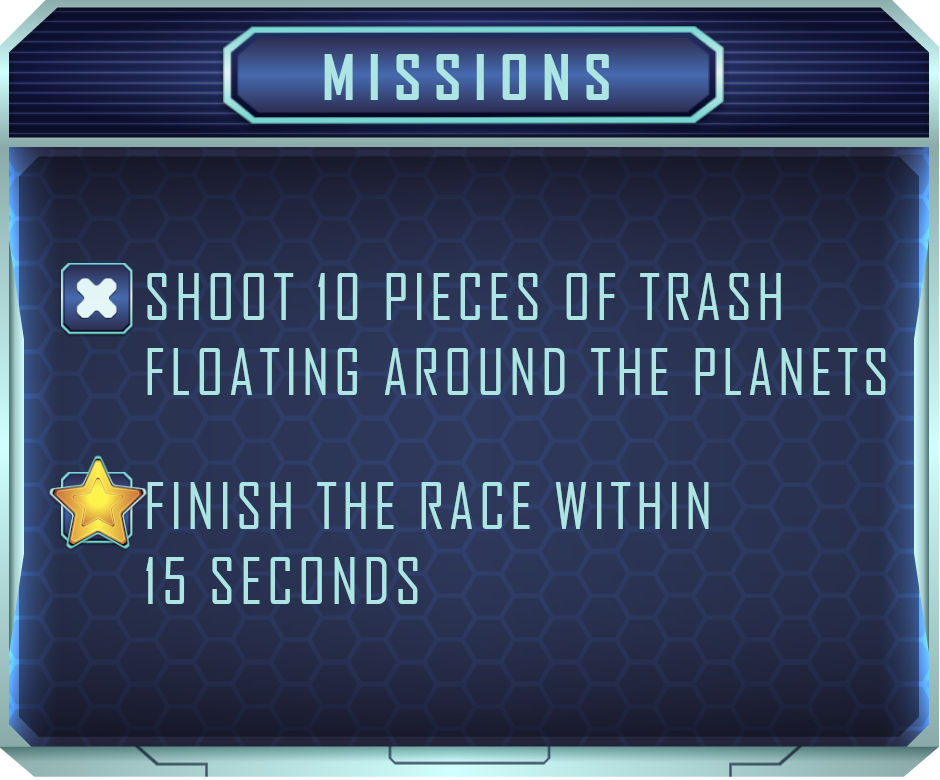 MISSIONS
SHOOT 10 PIECES OF TRASH
FLOATING AROUND THE PLANETS
FINISH THE RACE WITHIN
15 SECONDS